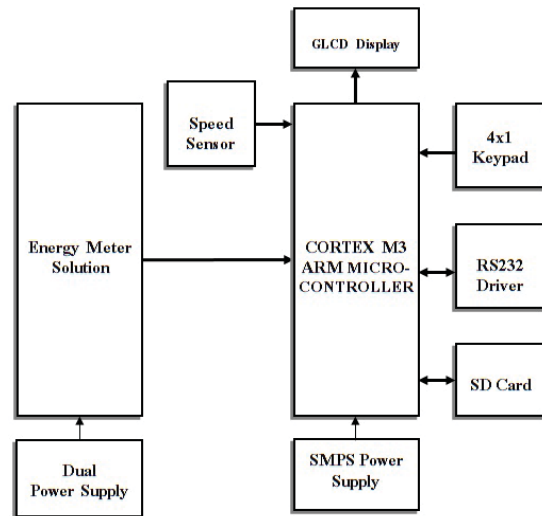 GLCD Display
Speed
Sensor
4x1
Keypad
Energy Meter
Solution
CORTEX M3
ARM MICRO-
CONTROLLER
RS232
Driver
SD Card
Dual
Power Supply
SMPS Power
Supply